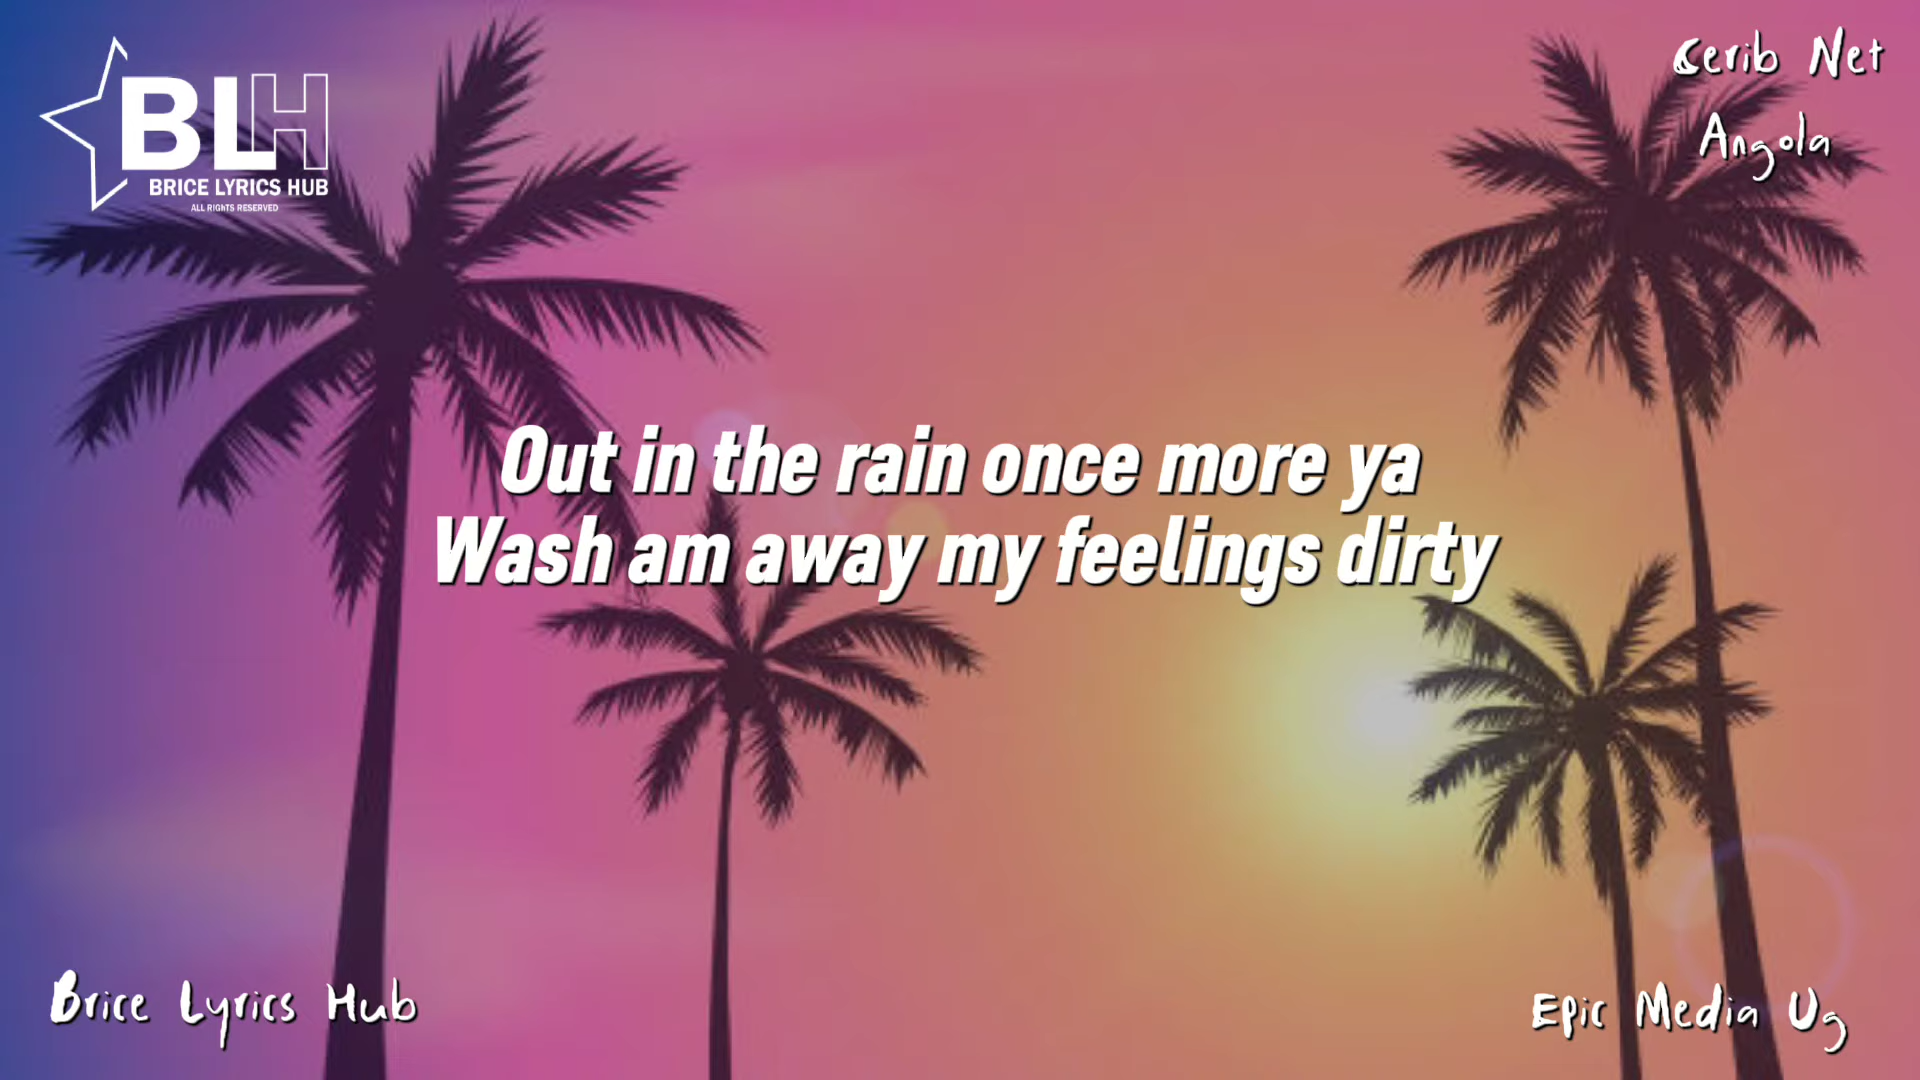 BLH
BRICE LYRICS HUB
ALL RIGHTS RESERVED
Cerib Net
Angola
Out in the rain once more ya
Wash am away my feelings dirty
Brice Lyrics Hub
Epic Media Ug